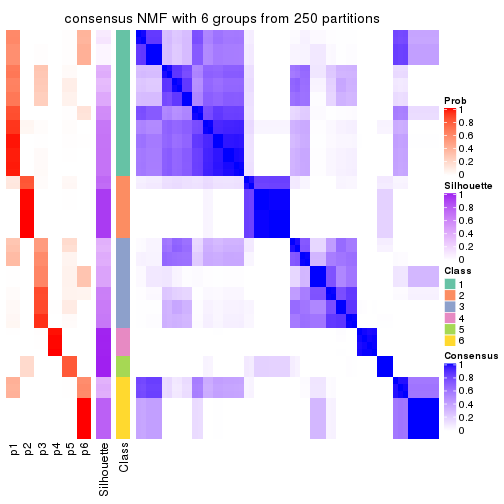 consensus NMF with 6 groups from 250 partitions
Prob
1
0.8
0.6
0.4
0.2
0
Silhouette
1
0.8
0.6
0.4
0.2
0
Class
1
2
3
4
5
6
Consensus
1
0.8
0.6
0.4
0.2
0
p1
p2
p3
p4
p5
p6
Silhouette
Class